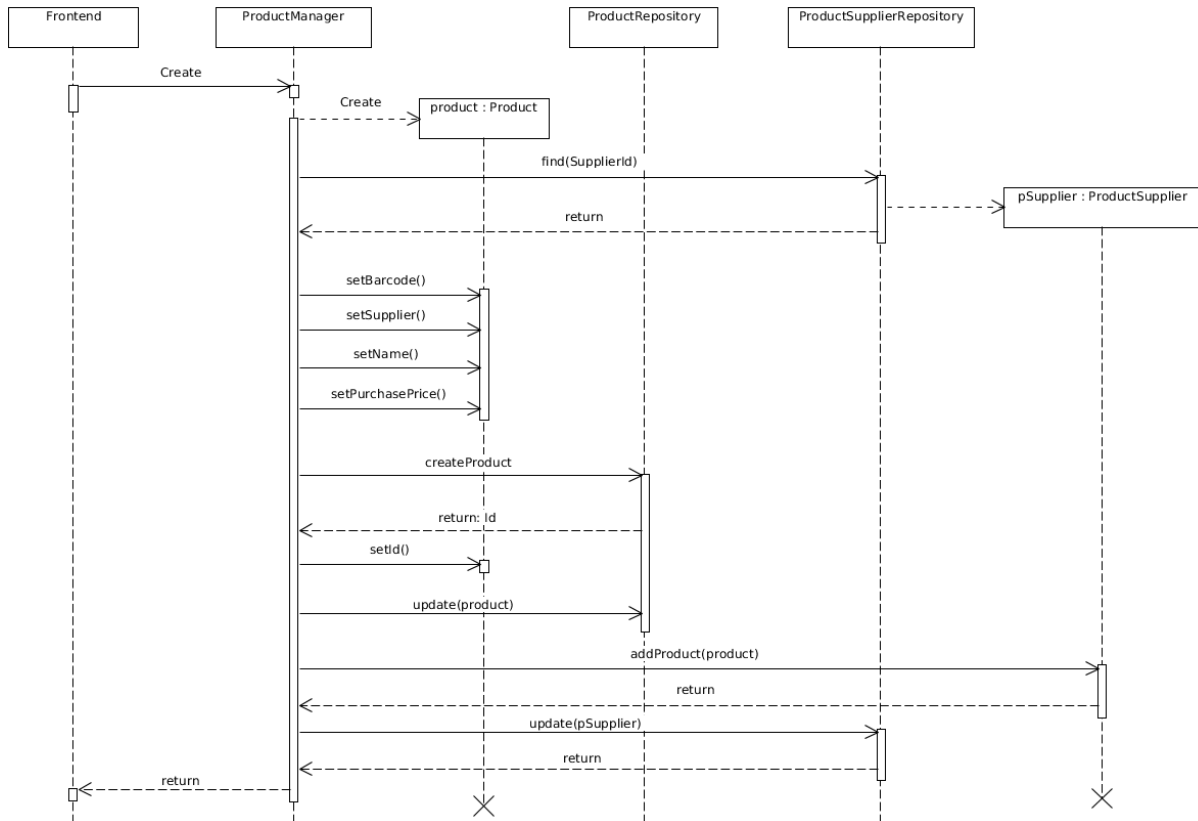 Frontend
ProductManager
ProductRepository
ProductSupplierRepository
Create
Create
product : Product
find(SupplierId)
pSupplier : ProductSupplier
return
setBarcode()
setSupplier()
setName()
setPurchasePrice()
createProduct
return: Id
setId()
update(product)
addProduct(product)
return
update(pSupplier)
return
return